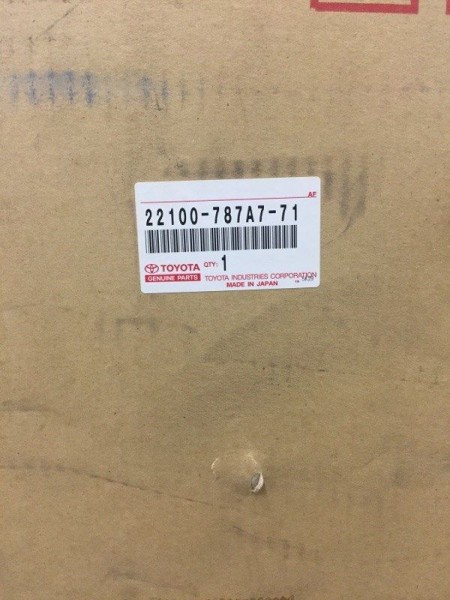 AE
22100-787A7-71
TOYOTA QTY: 1
GENUINE PARTS TOYOTA INDUSTRIES CORPORATION
MADE IN JAPAN